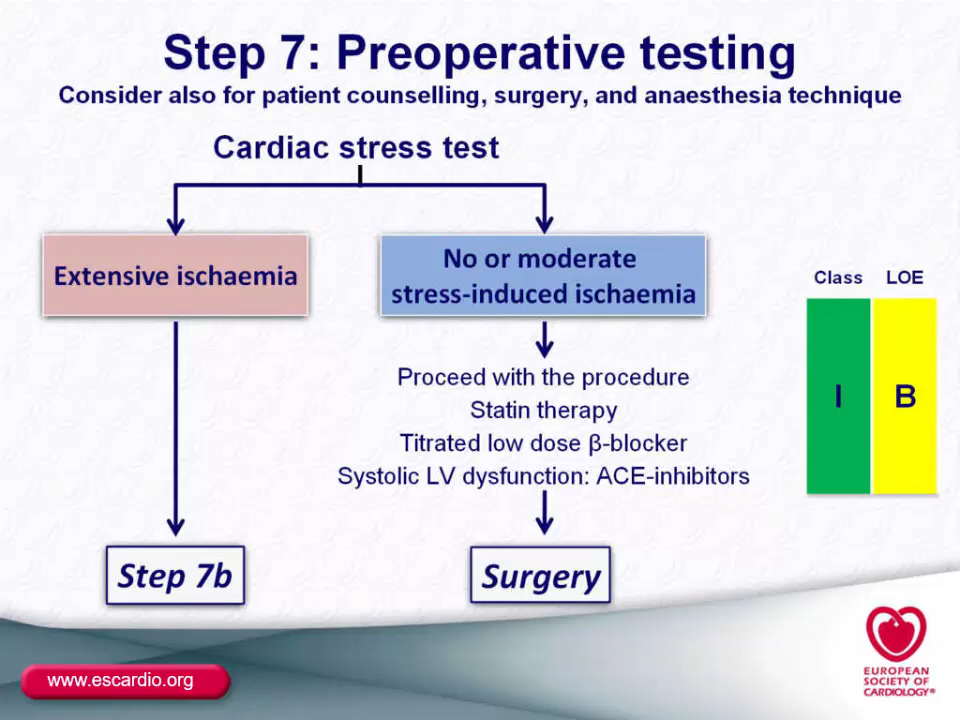 Step 7: Preoperative testing
Consider also for patient counselling, surgery, and anaesthesia technique
Cardiac stress test
Extensive ischaemia
No or moderate
stress-induced ischaemia
Class LOE
I B
Proceed with the procedure
Statin therapy
Titrated low dose β-blocker
Systolic LV dysfunction: ACE-inhibitors
Step 7b
Surgery
www.escardio.org
EUROPEAN
SOCIETY OF
CARDIOLOGY®